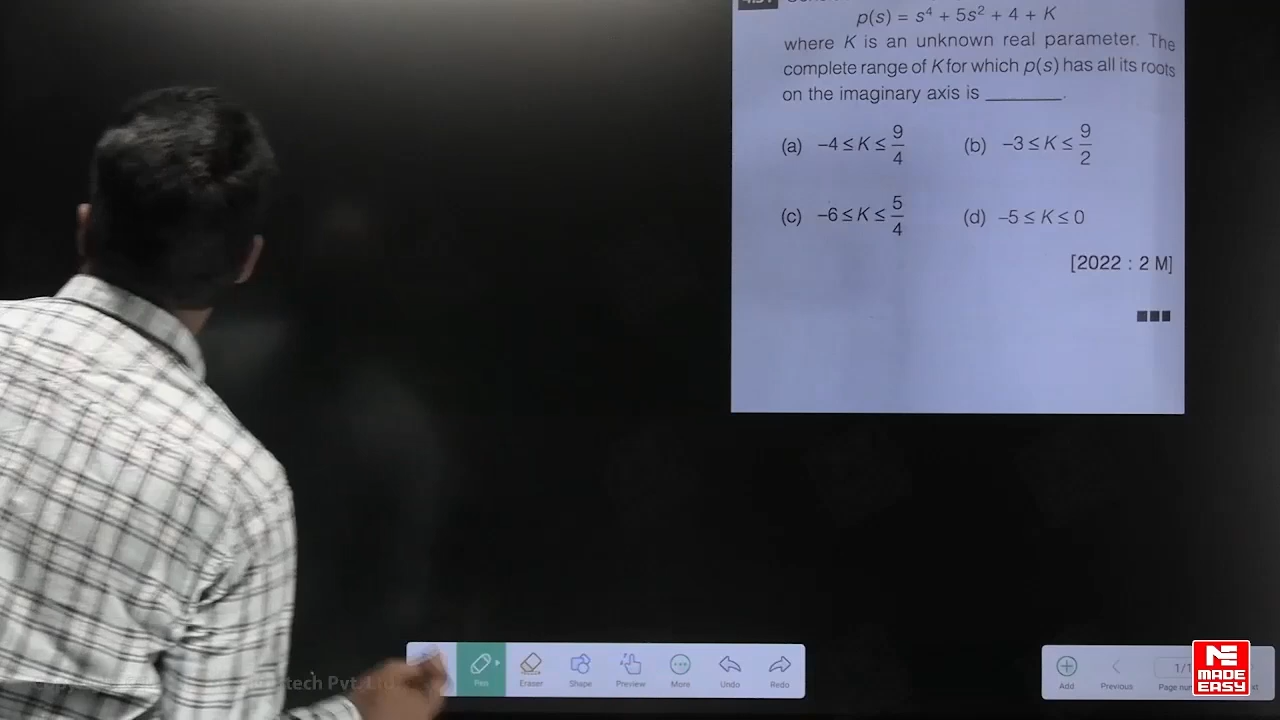 p(s) = s⁴ + 5s² + 4 + K
where K is an unknown real parameter. The
complete range of K for which p(s) has all its roots
on the imaginary axis is ________.
(a) −4 ≤ K ≤ 9/4 (b) −3 ≤ K ≤ 9/2
(c) −6 ≤ K ≤ 5/4 (d) −5 ≤ K ≤ 0
[2022 : 2 M]
Pen Eraser Shape Preview More Undo Redo
Add Previous 1/1
MADE
EASY